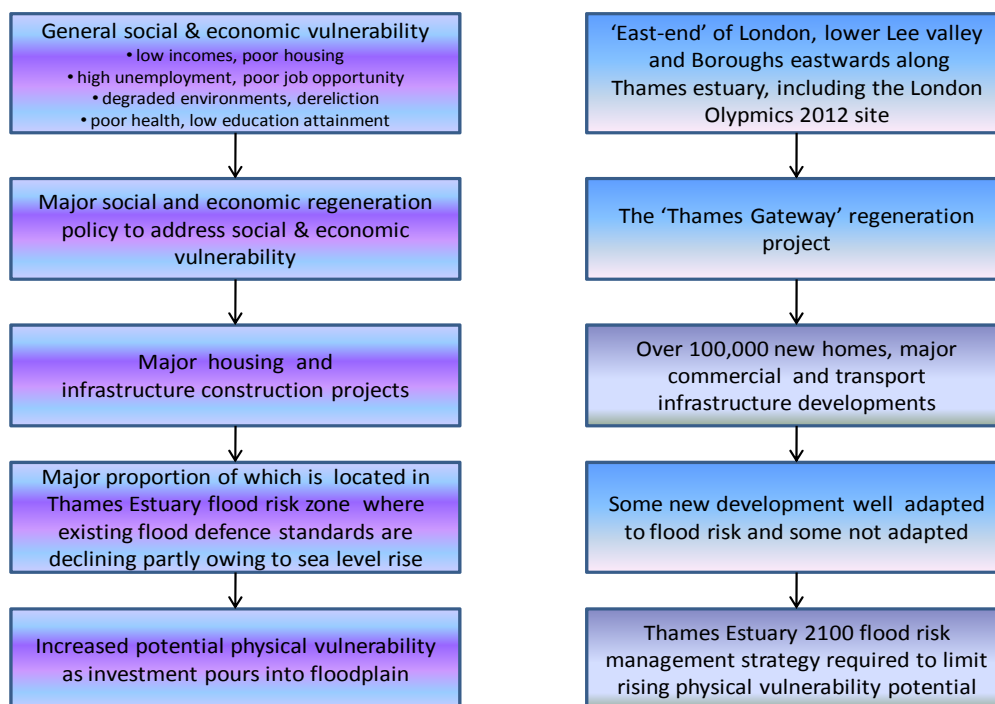 General social & economic vulnerability
• low incomes, poor housing
• high unemployment, poor job opportunity
• degraded environments, dereliction
• poor health, low education attainment
Major social and economic regeneration
policy to address social & economic
vulnerability
Major housing and
infrastructure construction projects
Major proportion of which is located in
Thames Estuary flood risk zone where
existing flood defence standards are
declining partly owing to sea level rise
Increased potential physical vulnerability
as investment pours into floodplain
‘East-end’ of London, lower Lee valley
and Boroughs eastwards along
Thames estuary, including the London
Olypmics 2012 site
The ‘Thames Gateway’ regeneration
project
Over 100,000 new homes, major
commercial and transport
infrastructure developments
Some new development well adapted
to flood risk and some not adapted
Thames Estuary 2100 flood risk
management strategy required to limit
rising physical vulnerability potential